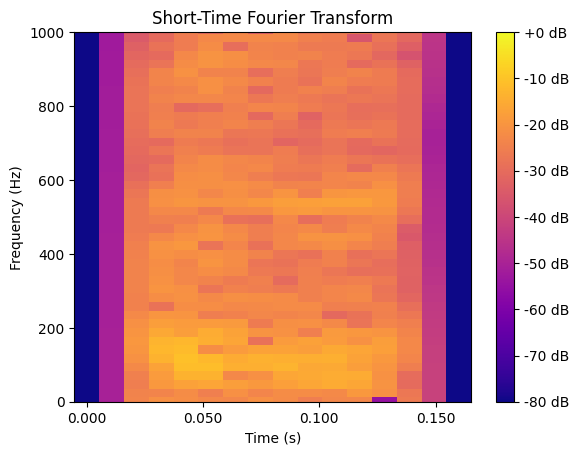 Short-Time Fourier Transform
1000
800
600
400
200
0
Frequency (Hz)
0.000
0.050
0.100
0.150
Time (s)
+0 dB
-10 dB
-20 dB
-30 dB
-40 dB
-50 dB
-60 dB
-70 dB
-80 dB